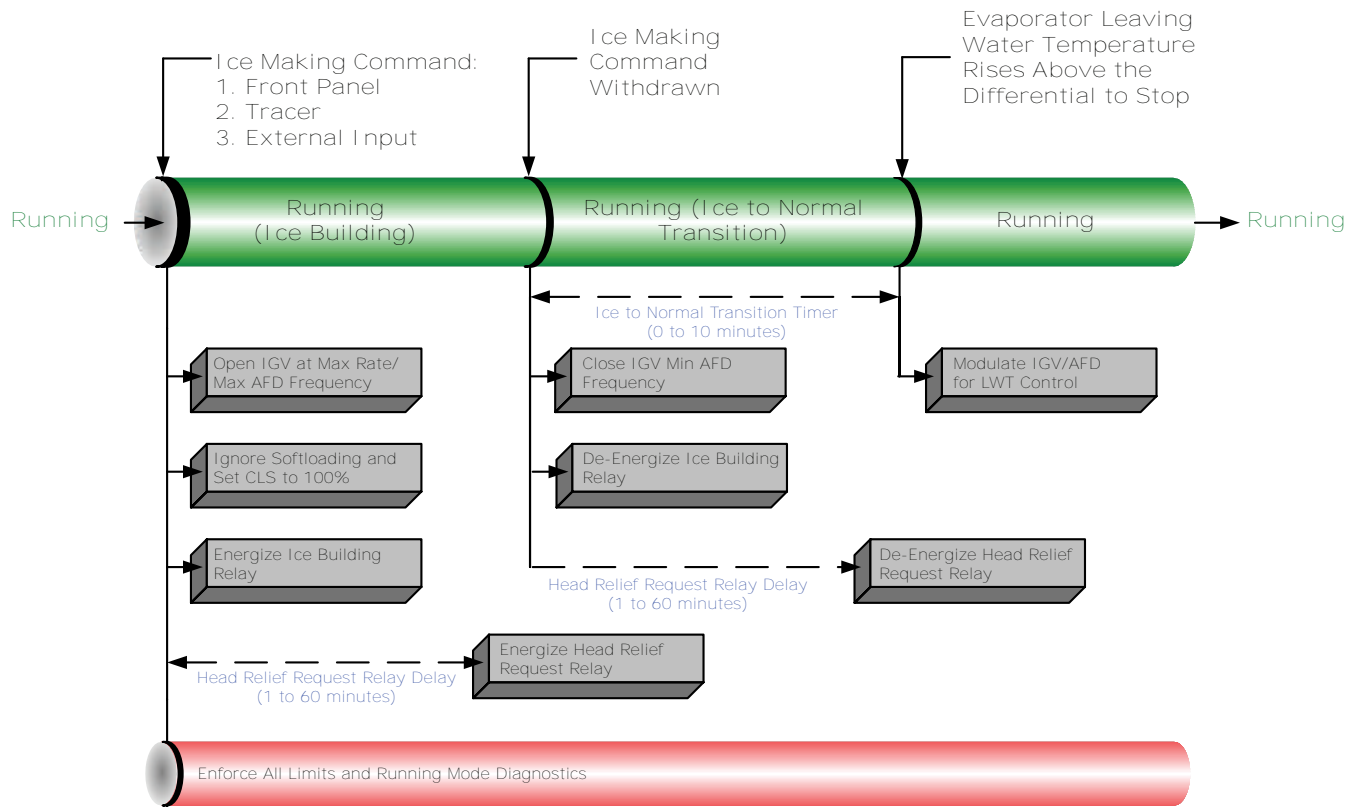 Ice Making Command:
1. Front Panel
2. Tracer
3. External Input
Ice Making
Command
Withdrawn
Evaporator Leaving
Water Temperature
Rises Above the
Differential to Stop
Running
Running
(Ice Building)
Running (Ice to Normal
Transition)
Running
Running
Ice to Normal Transition Timer
(0 to 10 minutes)
Open IGV at Max Rate/
Max AFD Frequency
Close IGV Min AFD
Frequency
Modulate IGV/AFD
for LWT Control
Ignore Softloading and
Set CLS to 100%
De-Energize Ice Building
Relay
Energize Ice Building
Relay
Head Relief Request Relay Delay
(1 to 60 minutes)
De-Energize Head Relief
Request Relay
Head Relief Request Relay Delay
(1 to 60 minutes)
Energize Head Relief
Request Relay
Enforce All Limits and Running Mode Diagnostics